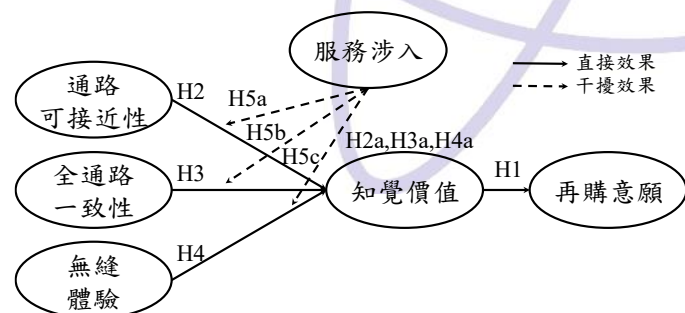 服務涉入
直接效果
干擾效果
通路
可接近性
H2
H5a
H5b
H5c
H2a,H3a,H4a
全通路
一致性
H3
知覺價值
H1
再購意願
H4
無縫
體驗